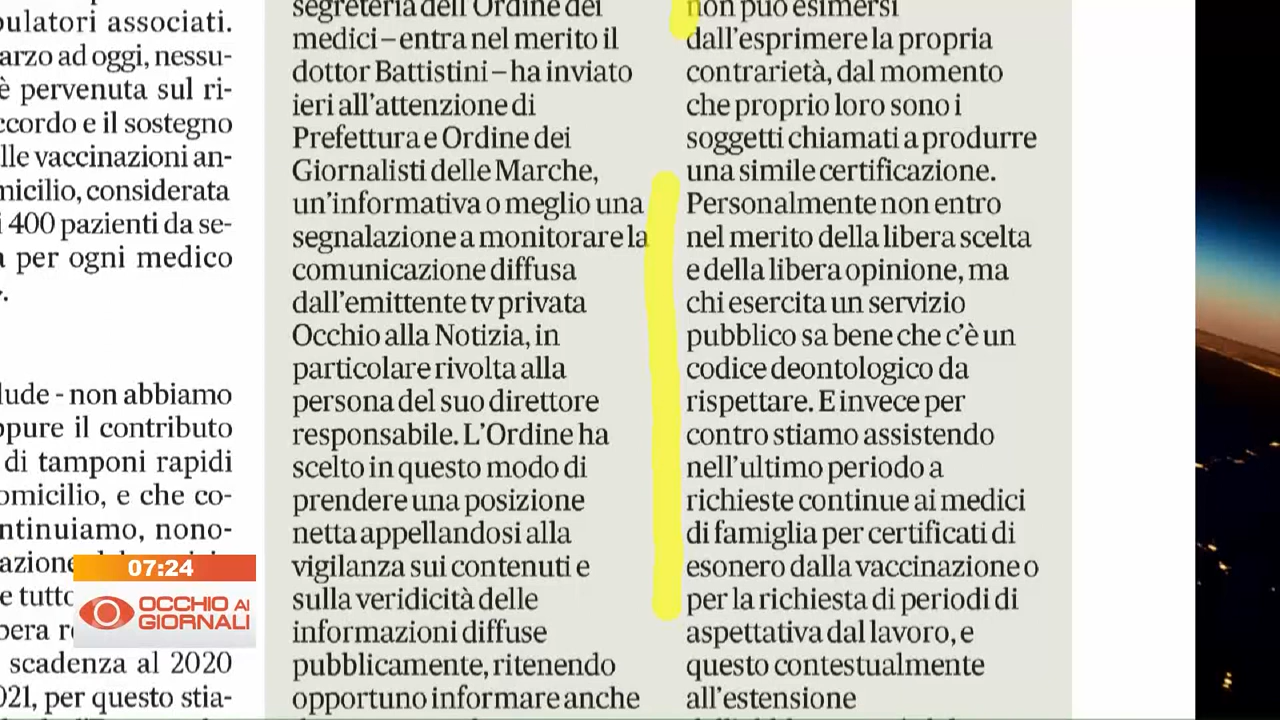 pulatori associati.
arzo ad oggi, nessu-
è pervenuta sul ri-
ccordo e il sostegno
lle vaccinazioni an-
micilio, considerata
i 400 pazienti da se-
a per ogni medico
».
lude - non abbiamo
ppure il contributo
di tamponi rapidi
omicilio, e che co-
ntinuiamo, nono-
azione
e tutto
pera
scadenza al 2020
021, per questo stia-
segreteria dell'Ordine dei
medici – entra nel merito il
dottor Battistini – ha inviato
ieri all'attenzione di
Prefettura e Ordine dei
Giornalisti delle Marche,
un'informativa o meglio una
segnalazione a monitorare la
comunicazione diffusa
dall'emittente tv privata
Occhio alla Notizia, in
particolare rivolta alla
persona del suo direttore
responsabile. L'Ordine ha
scelto in questo modo di
prendere una posizione
netta appellandosi alla
vigilanza sui contenuti e
sulla veridicità delle
informazioni diffuse
pubblicamente, ritenendo
opportuno informare anche
non può esimersi
dall'esprimere la propria
contrarietà, dal momento
che proprio loro sono i
soggetti chiamati a produrre
una simile certificazione.
Personalmente non entro
nel merito della libera scelta
e della libera opinione, ma
chi esercita un servizio
pubblico sa bene che c'è un
codice deontologico da
rispettare. E invece per
contro stiamo assistendo
nell'ultimo periodo a
richieste continue ai medici
di famiglia per certificati di
esonero dalla vaccinazione o
per la richiesta di periodi di
aspettativa dal lavoro, e
questo contestualmente
all'estensione
07:24
OCCHIO AI
GIORNALI